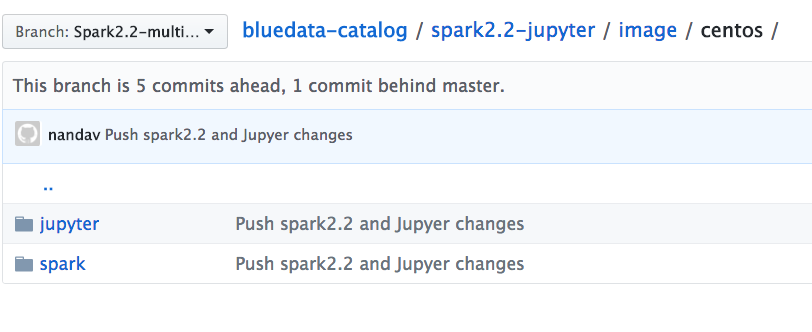 Branch: Spark2.2-multi... bluedata-catalog / spark2.2-jupyter / image / centos /
This branch is 5 commits ahead, 1 commit behind master.
nandav Push spark2.2 and Jupyer changes
..
jupyter Push spark2.2 and Jupyer changes
spark Push spark2.2 and Jupyer changes